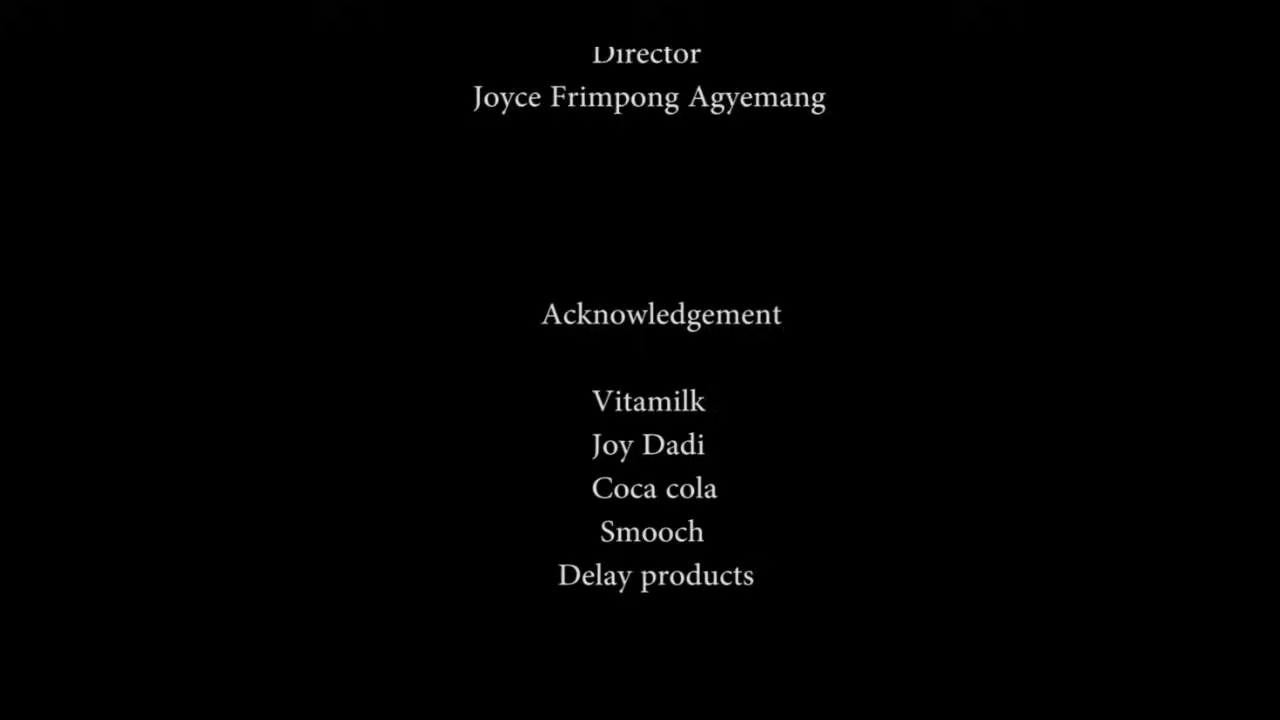 Director
Joyce Frimpong Agyemang
Acknowledgement
Vitamilk
Joy Dadi
Coca cola
Smooch
Delay products